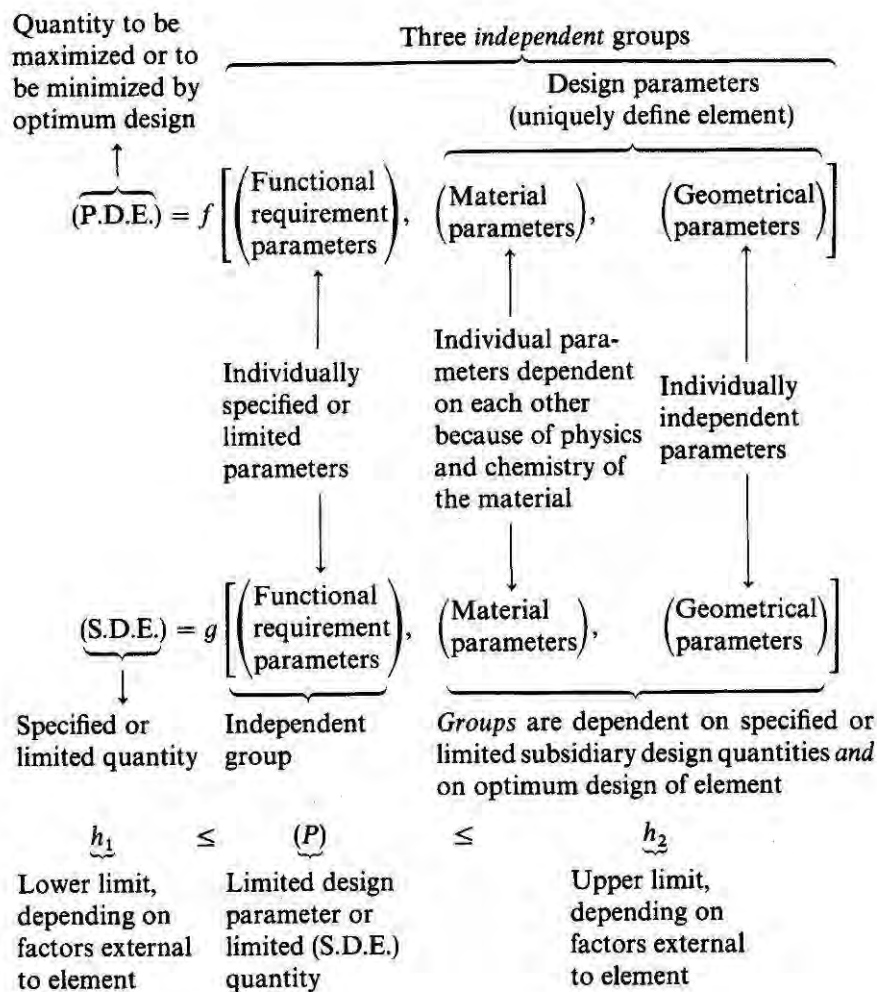 Quantity to be
maximized or to
be minimized by
optimum design
Three independent groups
Design parameters
(uniquely define element)
(P.D.E.) = f [(Functional requirement parameters), (Material parameters), (Geometrical parameters)]
Individually
specified or
limited
parameters
Individual para-
meters dependent
on each other
because of physics
and chemistry of
the material
Individually
independent
parameters
(S.D.E.) = g [(Functional requirement parameters), (Material parameters), (Geometrical parameters)]
Specified or
limited quantity
Independent
group
Groups are dependent on specified or
limited subsidiary design quantities and
on optimum design of element
h₁ ≤ (P) ≤ h₂
Lower limit,
depending on
factors external
to element
Limited design
parameter or
limited (S.D.E.)
quantity
Upper limit,
depending on
factors external
to element